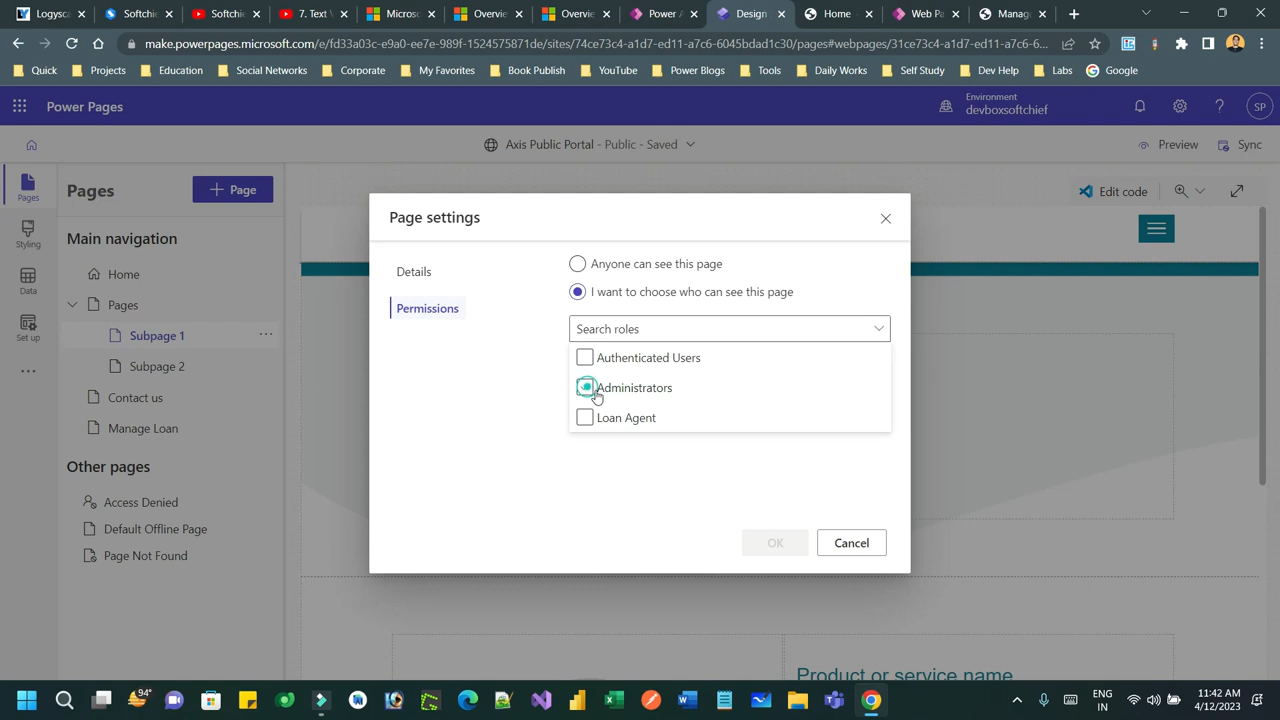 Logysca
Softchie
Softchie
7. Text V
Micros
Overvie
Overvie
Power A
Design
Home
Web Pa
Manage
make.powerpages.microsoft.com/e/fd33a03c-e9a0-ee7e-989f-1524575871de/sites/74ce73c4-a1d7-ed11-a7c6-6045bdad1c30/pages#webpages/31ce73c4-a1d7-ed11-a7c6-6045bdad1c30/3...
Quick
Projects
Education
Social Networks
Corporate
My Favorites
Book Publish
YouTube
Power Blogs
Tools
Daily Works
Self Study
Dev Help
Labs
Google
Power Pages
Environment
devboxsoftchief
SP
Axis Public Portal - Public - Saved
Preview
Sync
Pages
Styling
Data
Set up
Pages
+ Page
Main navigation
Home
Pages
Subpage 1
Subpage 2
Contact us
Manage Loan
Other pages
Access Denied
Default Offline Page
Page Not Found
Edit code
Page settings
Details
Permissions
Anyone can see this page
I want to choose who can see this page
Search roles
Authenticated Users
Administrators
Loan Agent
OK
Cancel
Product or service name
94°
ENG
IN
11:42 AM
4/12/2023